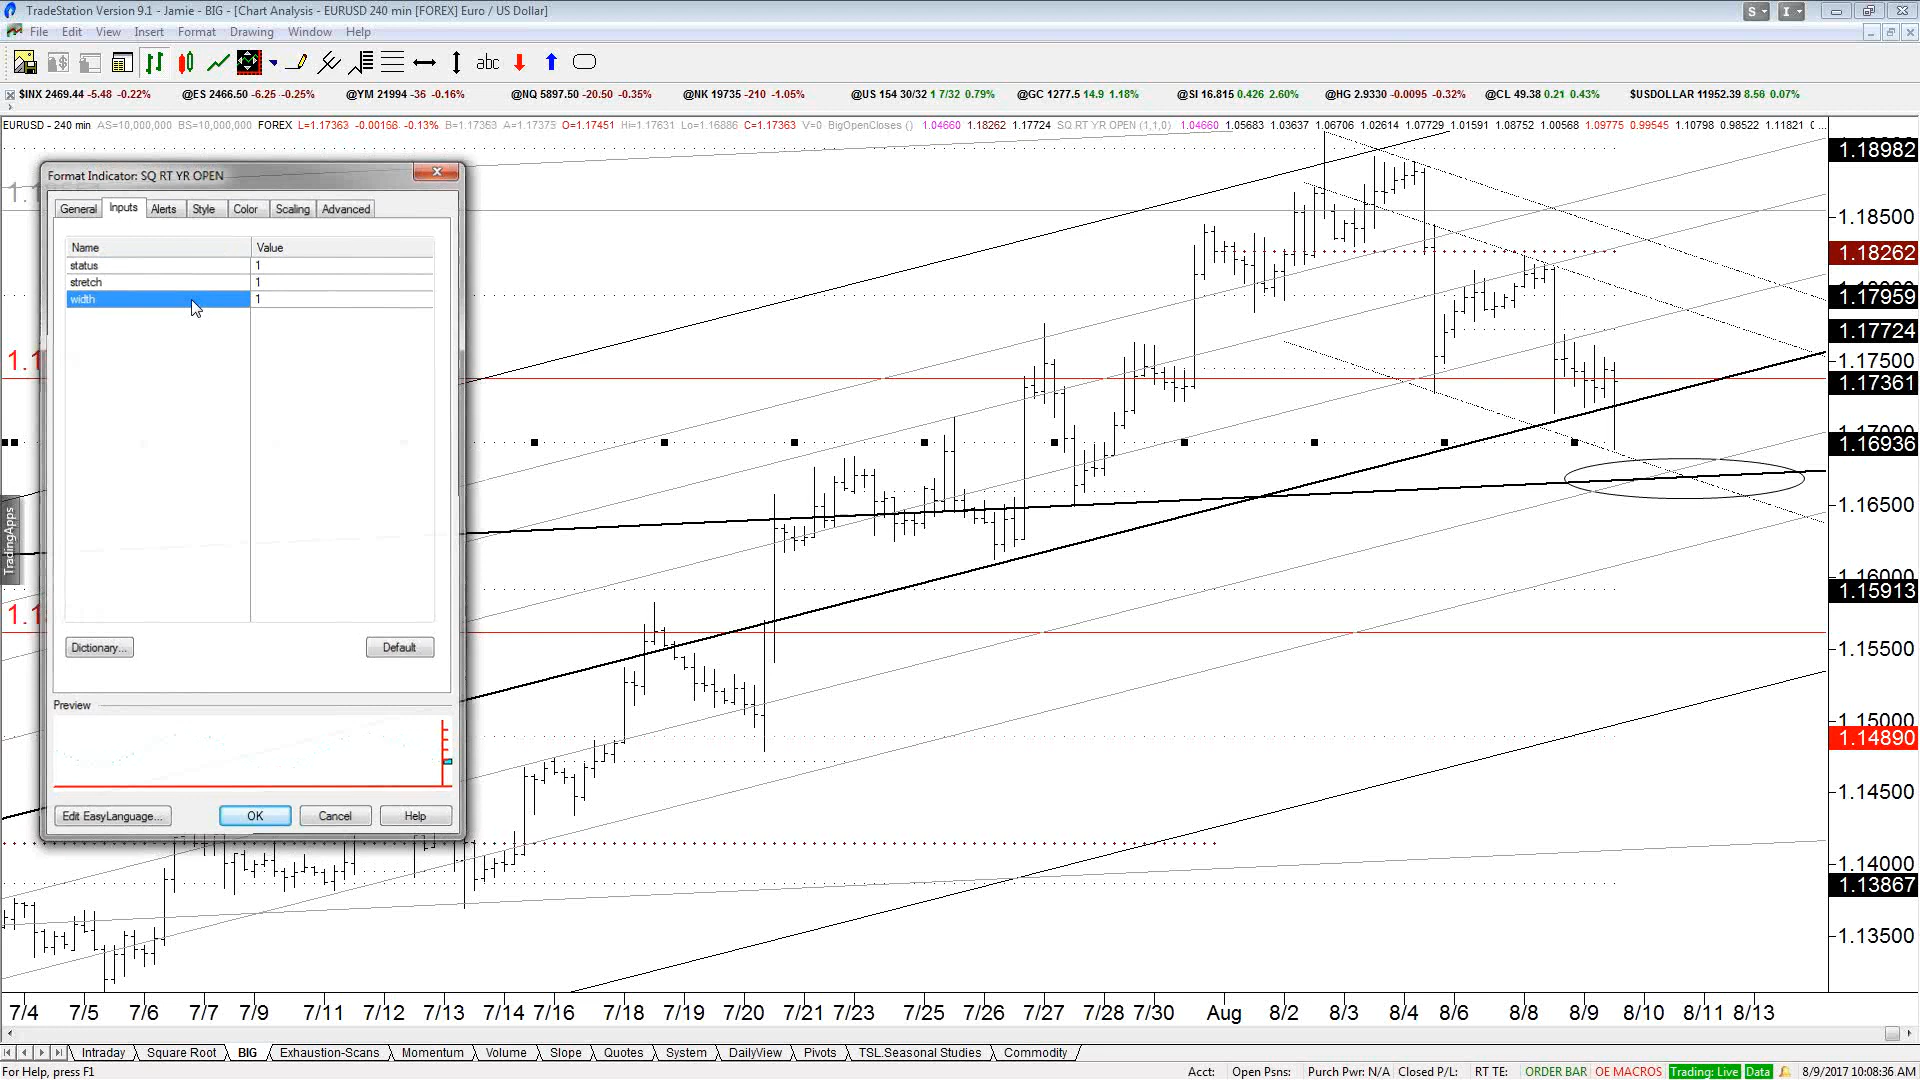 TradeStation Version 9.1 - Jamie - BIG - [Chart Analysis - EURUSD 240 min [FOREX] Euro / US Dollar]
S I
File Edit View Insert Format Drawing Window Help
abc
$INX 2469.44 -5.48 -0.22% @ES 2466.50 -6.25 -0.25% @YM 21994 -36 -0.16% @NQ 5897.50 -20.50 -0.35% @NK 19735 -210 -1.05% @US 154 30/32 1 7/32 0.79% @GC 1277.5 14.9 1.18% @SI 16.815 0.426 2.60% @HG 2.9330 -0.0095 -0.32% @CL 49.38 0.21 0.43% $USDOLLAR 11952.39 8.56 0.07%
EURUSD - 240 min AS=10,000,000 BS=10,000,000 FOREX L=1.17363 -0.00156 -0.13% B=1.17363 A=1.17375 O=1.17451 Hi=1.17631 Lo=1.16886 C=1.17363 V=0 BigOpenCloses () 1.04660 1.18262 1.17724 SQ RT YR OPEN (1,1,0) 1.04660 1.05683 1.03637 1.06706 1.02614 1.07729 1.01591 1.08752 1.00568 1.09775 0.99545 1.10798 0.98522 1.11821 ...
1.18982
Format Indicator: SQ RT YR OPEN
General Inputs Alerts Style Color Scaling Advanced
1.18500
Name Value
1.18262
status 1
stretch 1
width 1
1.17959
1.17724
1.17500
1.17361
1.16936
1.16500
TradingApps
1.16000
1.15913
1.15500
Dictionary... Default
Preview
1.15000
1.14890
1.14500
Edit EasyLanguage... OK Cancel Help
1.14000
1.13867
1.13500
7/4 7/5 7/6 7/7 7/9 7/11 7/12 7/13 7/14 7/16 7/18 7/19 7/20 7/21 7/23 7/25 7/26 7/27 7/28 7/30 Aug 8/2 8/3 8/4 8/6 8/8 8/9 8/10 8/11 8/13
Intraday Square Root BIG Exhaustion-Scans Momentum Volume Slope Quotes System DailyView Pivots TSL.Seasonal Studies Commodity
For Help, press F1 Acct: Open Psns: Purch Pwr: N/A Closed P/L: RT TE: ORDER BAR OE MACROS Trading: Live Data 8/9/2017 10:08:36 AM